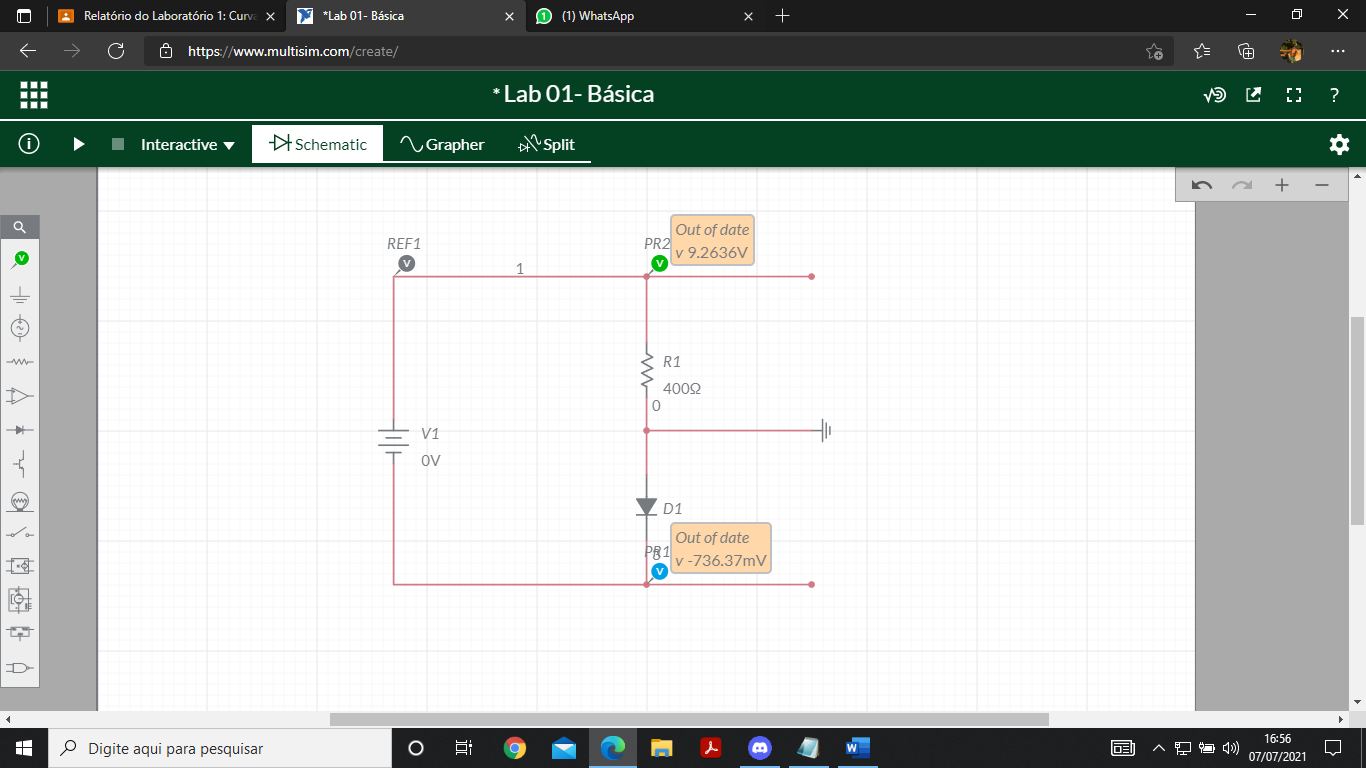 Relatório do Laboratório 1: Curv
*Lab 01- Básica
(1) WhatsApp
https://www.multisim.com/create/
*Lab 01- Básica
?
Interactive
Schematic
Grapher
Split
REF1
V
1
PR2
V
Out of date
v 9.2636V
R1
400Ω
0
V1
0V
D1
PR1
V
Out of date
v -736.37mV
Digite aqui para pesquisar
16:56
07/07/2021